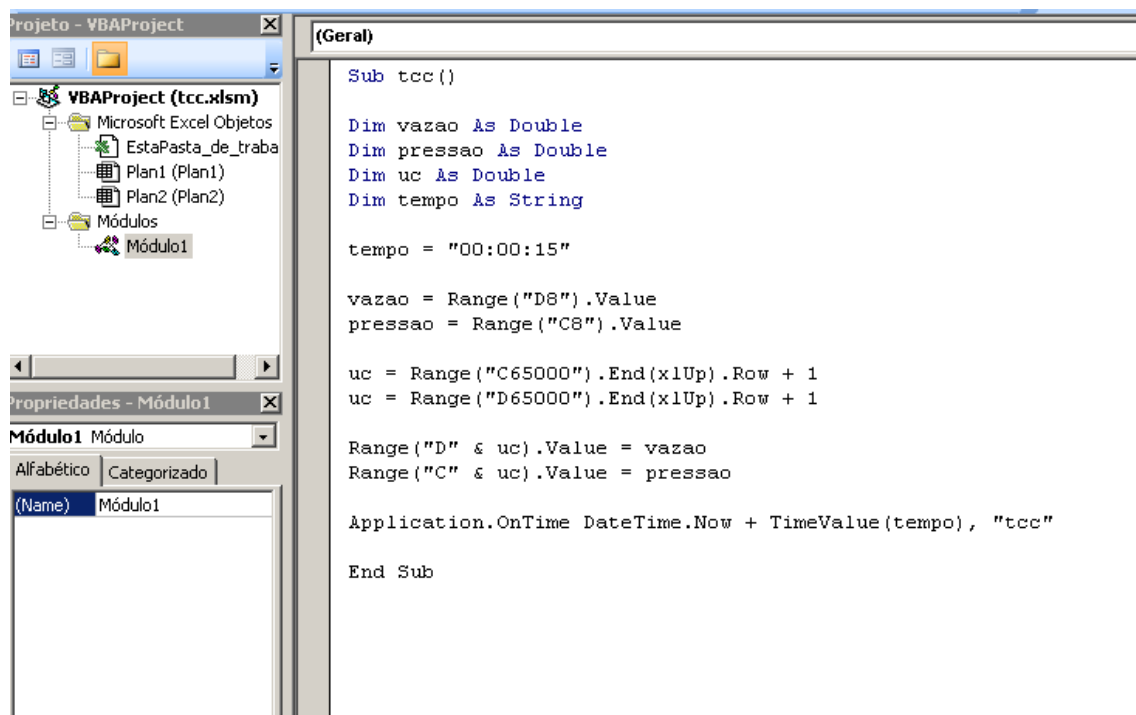 Projeto - VBAProject
VBAProject (tcc.xlsm)
Microsoft Excel Objetos
EstaPasta_de_traba
Plan1 (Plan1)
Plan2 (Plan2)
Módulos
Módulo1
Propriedades - Módulo1
Módulo1 Módulo
Alfabético Categorizado
(Name) Módulo1
(Geral)
Sub tcc()
Dim vazao As Double
Dim pressao As Double
Dim uc As Double
Dim tempo As String
tempo = "00:00:15"
vazao = Range("D8").Value
pressao = Range("C8").Value
uc = Range("C65000").End(xlUp).Row + 1
uc = Range("D65000").End(xlUp).Row + 1
Range("D" & uc).Value = vazao
Range("C" & uc).Value = pressao
Application.OnTime DateTime.Now + TimeValue(tempo), "tcc"
End Sub